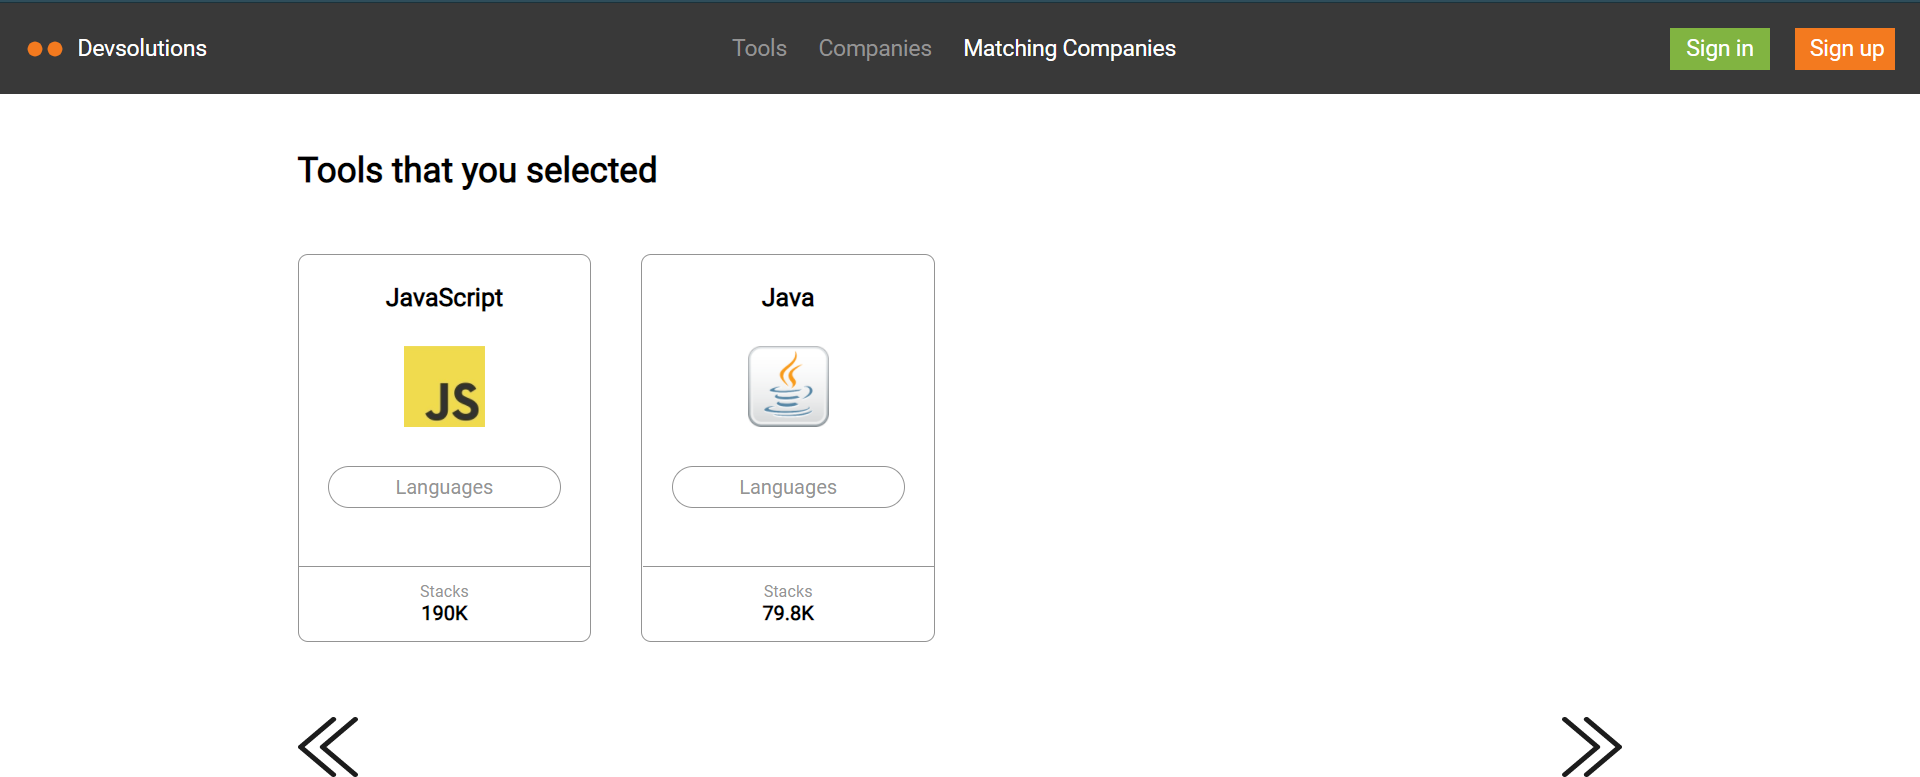 Devsolutions Tools Companies Matching Companies Sign in Sign up
Tools that you selected
JavaScript
JS
Languages
Stacks
190K
Java
Languages
Stacks
79.8K